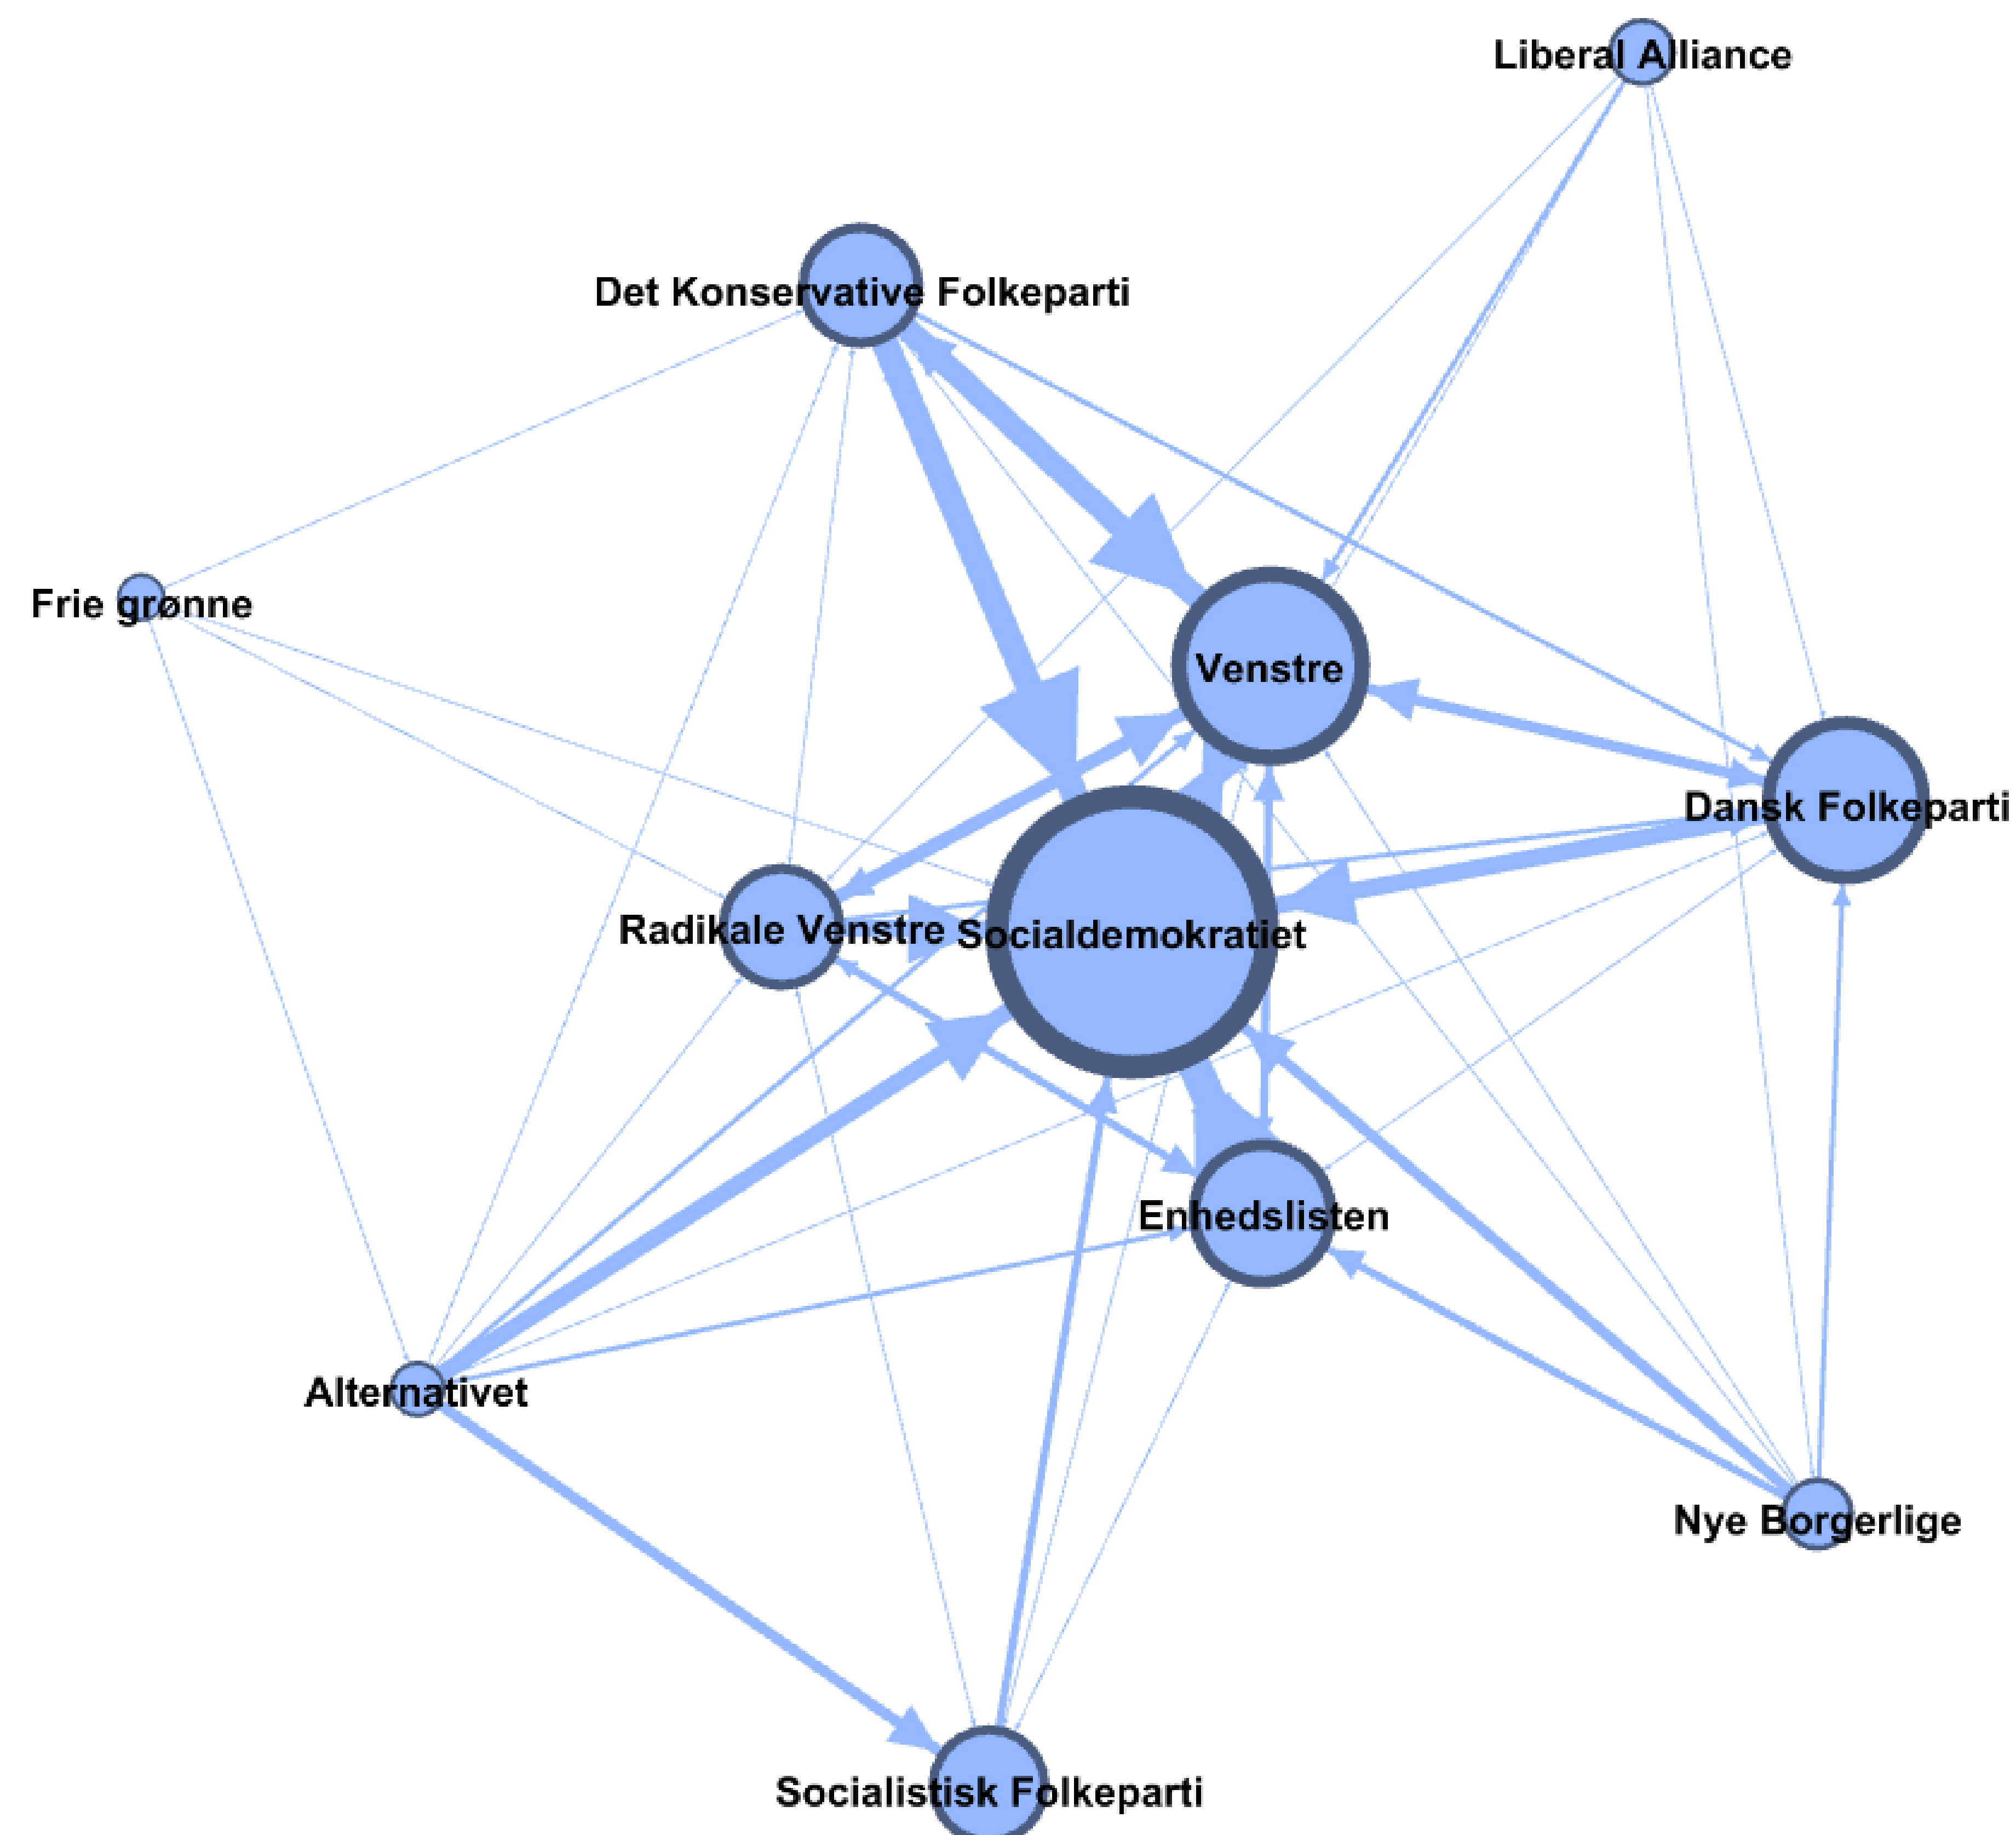 Liberal Alliance
Det Konservative Folkeparti
Frie grønne
Venstre
Dansk Folkeparti
Radikale Venstre
Socialdemokratiet
Enhedslisten
Alternativet
Nye Borgerlige
Socialistisk Folkeparti